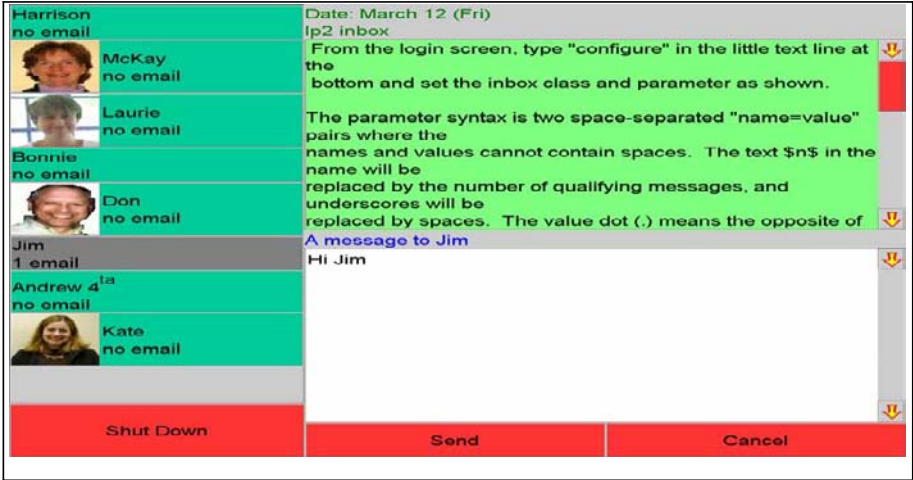 Harrison
no email
McKay
no email
Laurie
no email
Bonnie
no email
Don
no email
Jim
1 email
Andrew 4ta
no email
Kate
no email
Shut Down
Date: March 12 (Fri)
lp2 inbox
From the login screen, type "configure" in the little text line at
the
bottom and set the inbox class and parameter as shown.
The parameter syntax is two space-separated "name=value"
pairs where the
names and values cannot contain spaces. The text $n$ in the
name will be
replaced by the number of qualifying messages, and
underscores will be
replaced by spaces. The value dot (.) means the opposite of
A message to Jim
Hi Jim
Send
Cancel